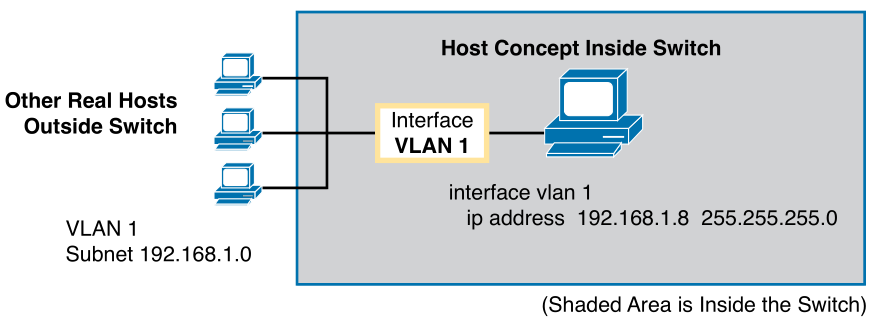 Host Concept Inside Switch
Other Real Hosts
Outside Switch
Interface
VLAN 1
interface vlan 1
ip address 192.168.1.8 255.255.255.0
VLAN 1
Subnet 192.168.1.0
(Shaded Area is Inside the Switch)